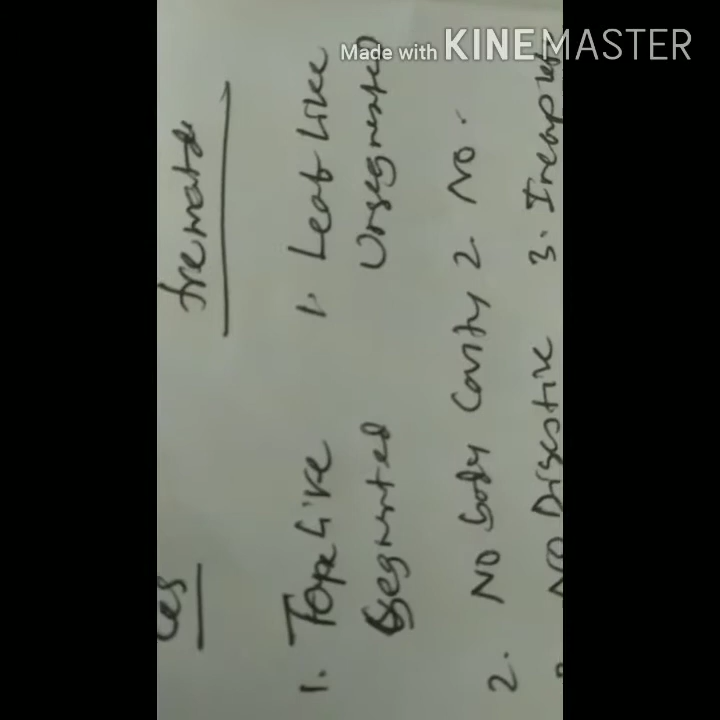 Made with KINEMASTER
trematode
1. Tape like 1. Leaf like
Segmented Unsegmented
2. No body Cavity 2 No.
No Digestive 3.